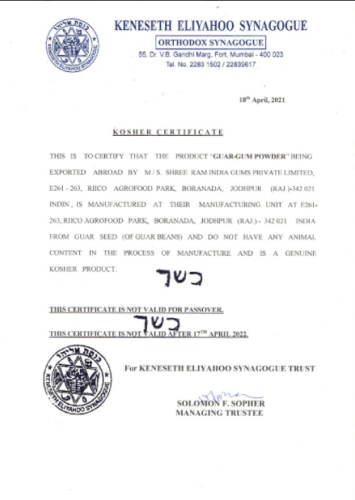 KENESETH ELIYAHOO SYNAGOGUE
ORTHODOX SYNAGOGUE
55, Dr. V.B. Gandhi Marg, Fort, Mumbai - 400 023
Tel. No. 2283 1502 / 22839617
18th April, 2021
KOSHER CERTIFICATE
THIS IS TO CERTIFY THAT THE PRODUCT "GUAR-GUM POWDER" BEING
EXPORTED ABROAD BY M / S. SHREE RAM INDIA GUMS PRIVATE LIMITED,
E261 - 263, RIICO AGROFOOD PARK, BORANADA, JODHPUR (RAJ.)-342 021
INDIN , IS MANUFACTURED AT THEIR MANUFACTURING UNIT AT E261-
263, RIICO AGROFOOD PARK, BORANADA, JODHPUR (RAJ.) - 342 021 INDIA
FROM GUAR SEED (OF GUAR BEANS) AND DO NOT HAVE ANY ANIMAL
CONTENT IN THE PROCESS OF MANUFACTURE AND IS A GENUINE
KOSHER PRODUCT.
כשר
THIS CERTIFICATE IS NOT VALID FOR PASSOVER.
כשר
THIS CERTIFICATE IS NOT VALID AFTER 17TH APRIL 2022.
For KENESETH ELIYAHOO SYNAGOGUE TRUST
SOLOMON F. SOPHER
MANAGING TRUSTEE
KENESETH ELIYAHOO SYNAGOGUE